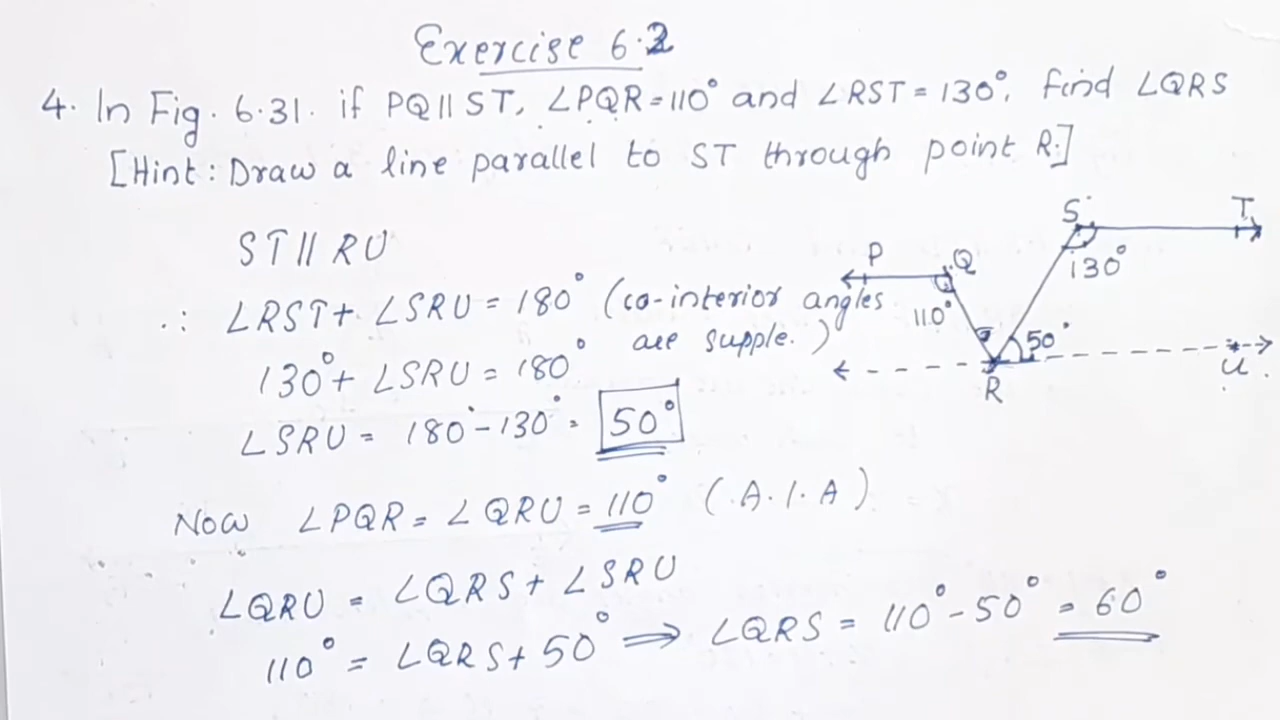 Exercise 6.2
4. In Fig. 6.31. if PQ || ST, ∠PQR = 110° and ∠RST = 130°, find ∠QRS
[Hint: Draw a line parallel to ST through point R.]
ST || RU
∴ ∠RST + ∠SRU = 180° (co-interior angles
are supple.)
130° + ∠SRU = 180°
∠SRU = 180° - 130° = 50°
Now ∠PQR = ∠QRU = 110° (A.I.A)
∠QRU = ∠QRS + ∠SRU
110° = ∠QRS + 50° ⟹ ∠QRS = 110° - 50° = 60°
S T
130°
P Q
110°
50°
R U